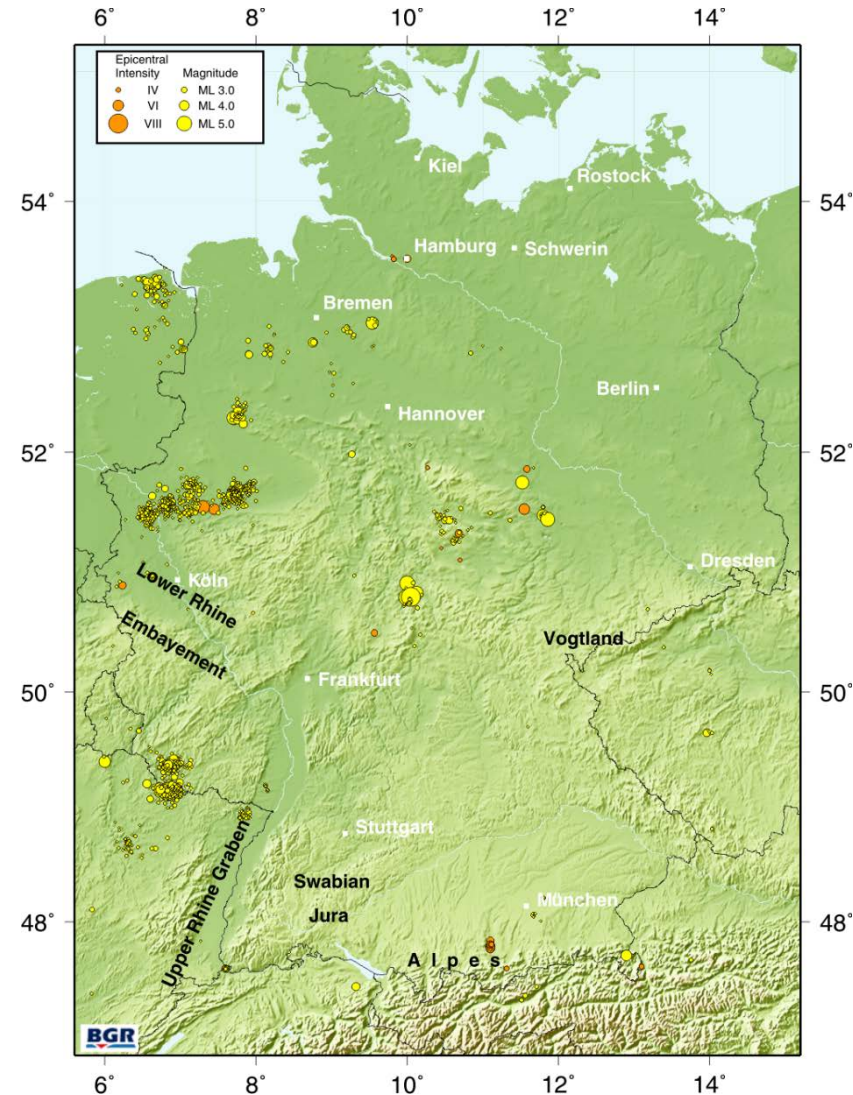 6˚ 8˚ 10˚ 12˚ 14˚
Epicentral
Intensity Magnitude
IV ML 3.0
VI ML 4.0
VIII ML 5.0
Kiel
Rostock
54˚ 54˚
Hamburg
Schwerin
Bremen
Berlin
Hannover
52˚ 52˚
Dresden
Köln
Lower Rhine
Embayement
Vogtland
Frankfurt
50˚ 50˚
Stuttgart
Upper Rhine Graben
Swabian
Jura
München
48˚ 48˚
Alpes
BGR
6˚ 8˚ 10˚ 12˚ 14˚